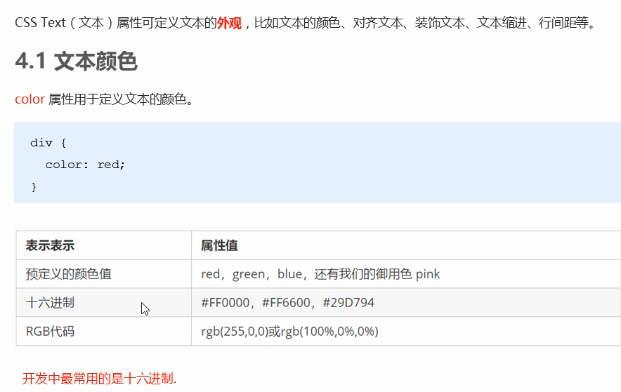 CSS Text（文本）属性可定义文本的外观，比如文本的颜色、对齐文本、装饰文本、文本缩进、行间距等。
4.1 文本颜色
color 属性用于定义文本的颜色。
div {
  color: red;
}
表示表示 属性值
预定义的颜色值 red，green，blue，还有我们的御用色 pink
十六进制 #FF0000，#FF6600，#29D794
RGB代码 rgb(255,0,0)或rgb(100%,0%,0%)
开发中最常用的是十六进制.